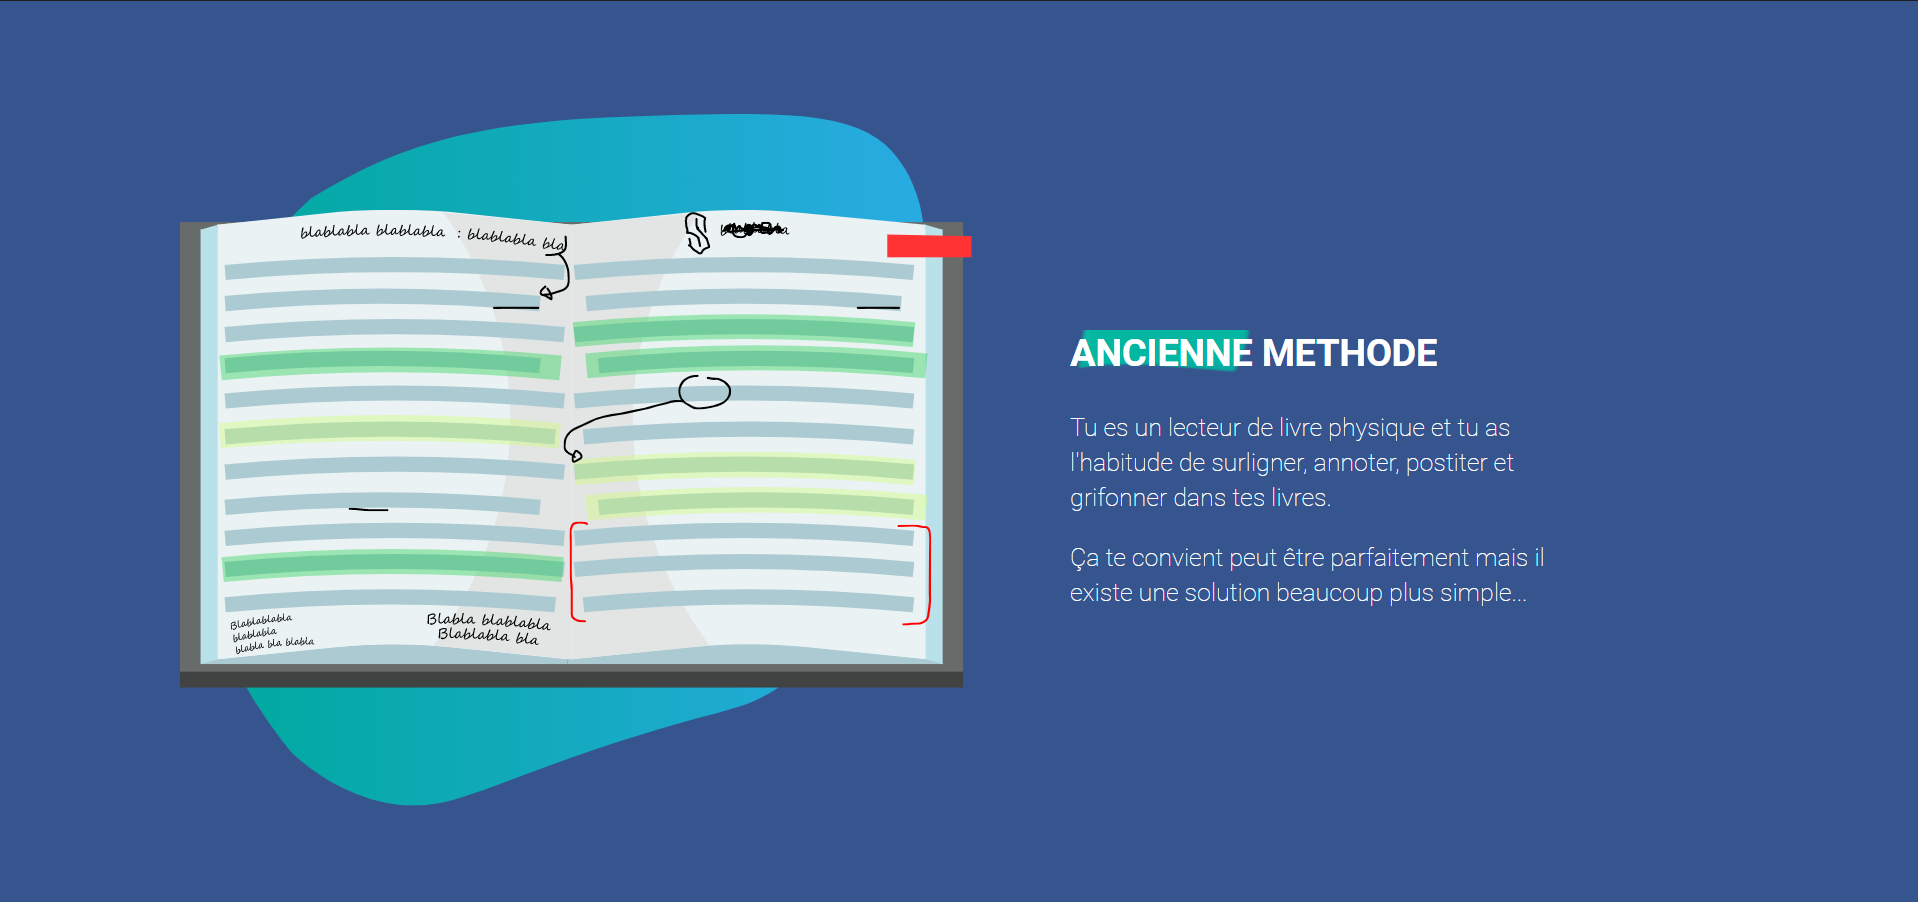 blablabla blablabla : blablabla bla
Blablablabla
blablabla
blabla bla blabla
Blabla blablabla
Blablabla bla
ANCIENNE METHODE
Tu es un lecteur de livre physique et tu as
l'habitude de surligner, annoter, postiter et
grifonner dans tes livres.
Ça te convient peut être parfaitement mais il
existe une solution beaucoup plus simple...